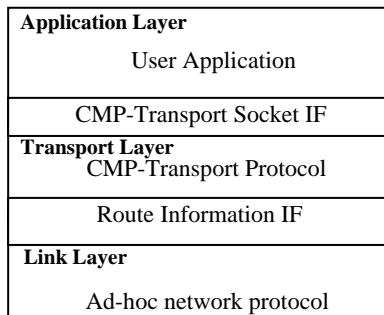 Application Layer
User Application
CMP-Transport Socket IF
Transport Layer
CMP-Transport Protocol
Route Information IF
Link Layer
Ad-hoc network protocol